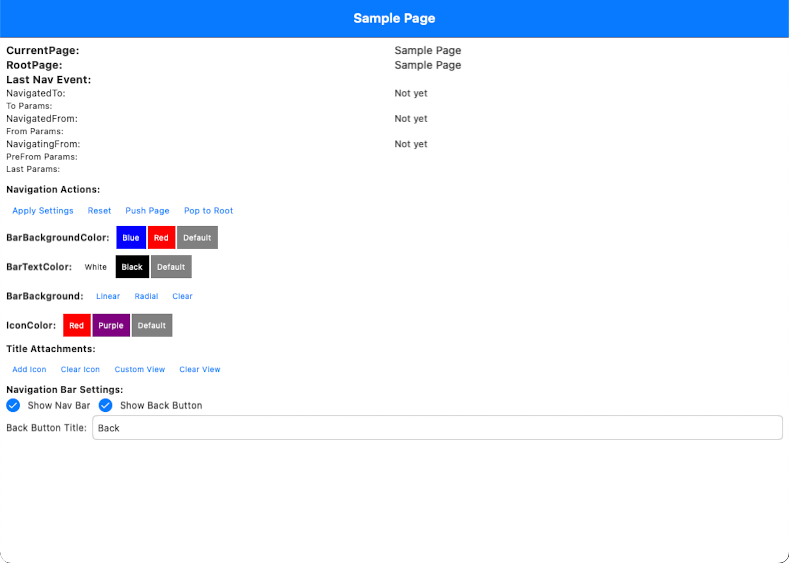 Sample Page
CurrentPage: Sample Page
RootPage: Sample Page
Last Nav Event:
NavigatedTo: Not yet
To Params:
NavigatedFrom: Not yet
From Params:
NavigatingFrom: Not yet
PreFrom Params:
Last Params:
Navigation Actions:
Apply Settings Reset Push Page Pop to Root
BarBackgroundColor: Blue Red Default
BarTextColor: White Black Default
BarBackground: Linear Radial Clear
IconColor: Red Purple Default
Title Attachments:
Add Icon Clear Icon Custom View Clear View
Navigation Bar Settings:
Show Nav Bar Show Back Button
Back Button Title: Back